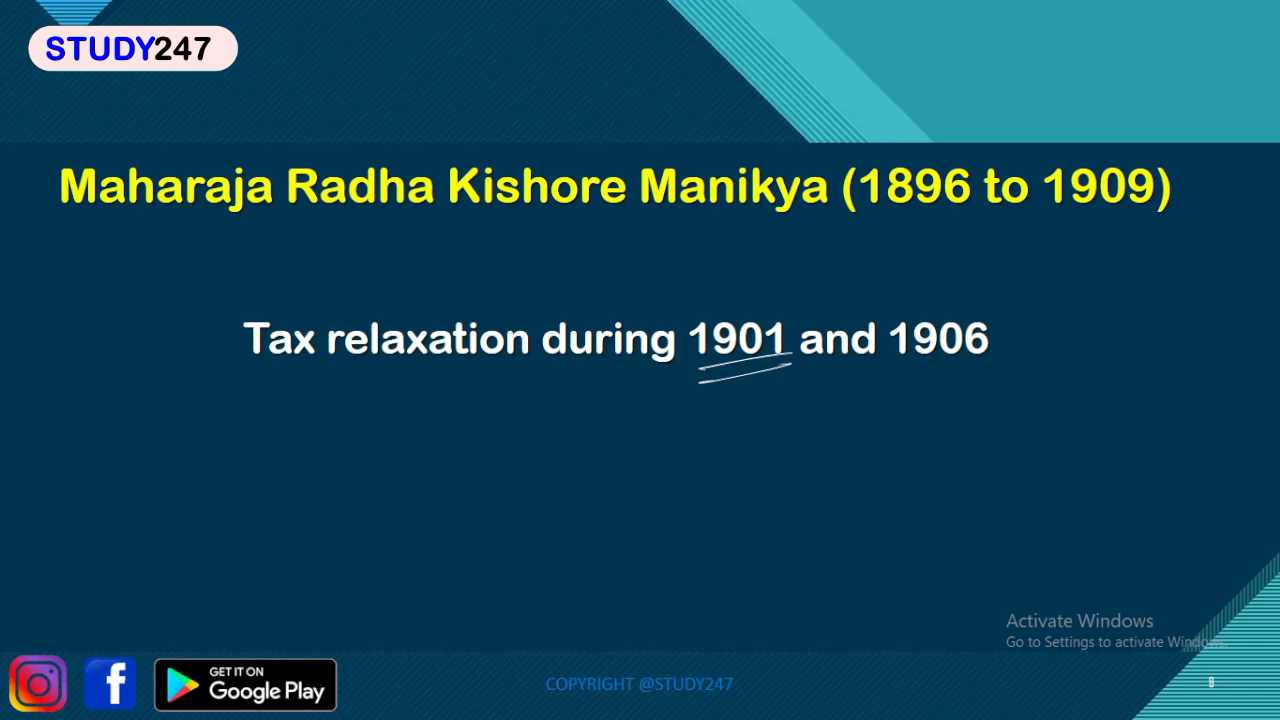 STUDY247
Maharaja Radha Kishore Manikya (1896 to 1909)
Tax relaxation during 1901 and 1906
Activate Windows
Go to Settings to activate Windows.
GET IT ON
Google Play
COPYRIGHT @STUDY247
8